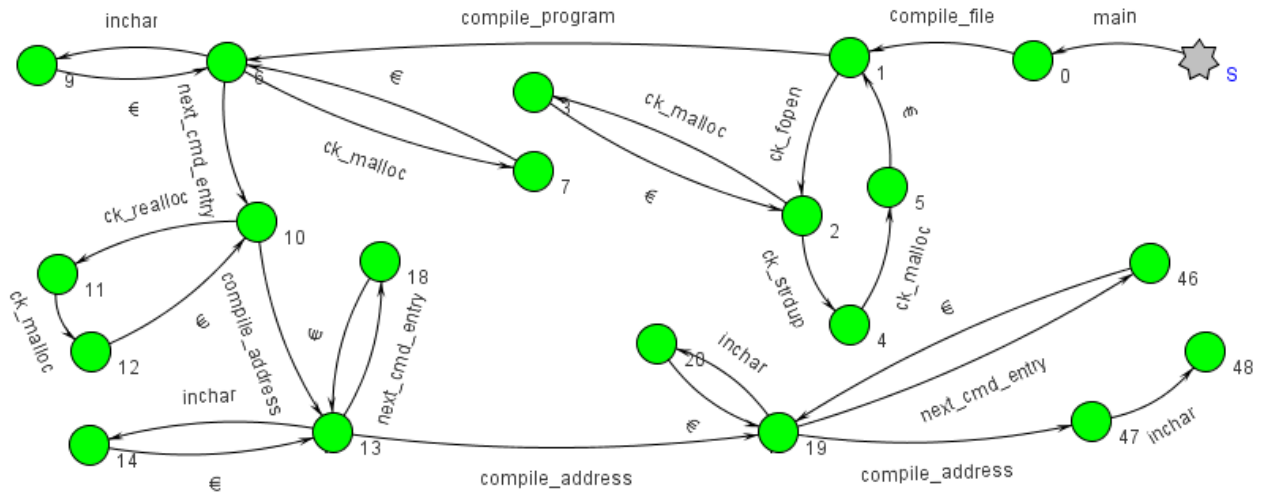 inchar
compile_program
compile_file
main
9
€
6
€
3
ck_malloc
1
0
S
next_cmd_entry
ck_malloc
7
€
ck_fopen
€
5
2
ck_realloc
10
11
ck_malloc
12
€
compile_address
18
€
next_cmd_entry
ck_strdup
ck_malloc
4
46
€
inchar
20
€
next_cmd_entry
48
inchar
14
€
13
compile_address
19
compile_address
47
inchar